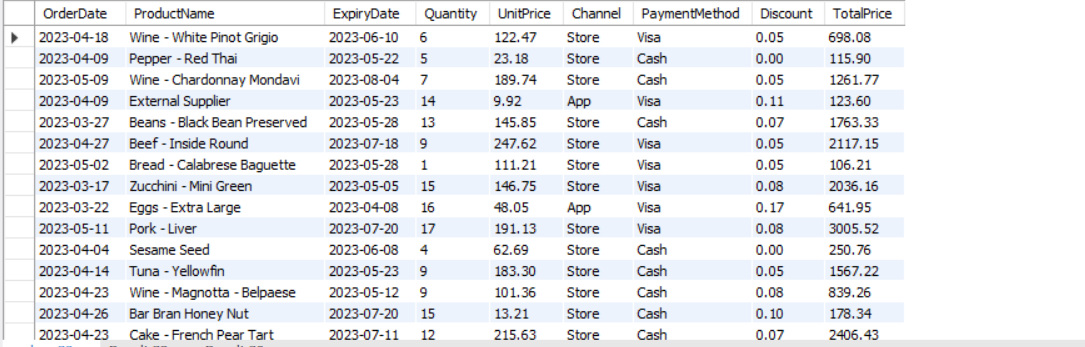 OrderDate ProductName ExpiryDate Quantity UnitPrice Channel PaymentMethod Discount TotalPrice
2023-04-18 Wine - White Pinot Grigio 2023-06-10 6 122.47 Store Visa 0.05 698.08
2023-04-09 Pepper - Red Thai 2023-05-22 5 23.18 Store Cash 0.00 115.90
2023-05-09 Wine - Chardonnay Mondavi 2023-08-04 7 189.74 Store Cash 0.05 1261.77
2023-04-09 External Supplier 2023-05-23 14 9.92 App Visa 0.11 123.60
2023-03-27 Beans - Black Bean Preserved 2023-05-28 13 145.85 Store Cash 0.07 1763.33
2023-04-27 Beef - Inside Round 2023-07-18 9 247.62 Store Visa 0.05 2117.15
2023-05-02 Bread - Calabrese Baguette 2023-05-28 1 111.21 Store Visa 0.05 106.21
2023-03-17 Zucchini - Mini Green 2023-05-05 15 146.75 Store Visa 0.08 2036.16
2023-03-22 Eggs - Extra Large 2023-04-08 16 48.05 App Visa 0.17 641.95
2023-05-11 Pork - Liver 2023-07-20 17 191.13 Store Visa 0.08 3005.52
2023-04-04 Sesame Seed 2023-06-08 4 62.69 Store Cash 0.00 250.76
2023-04-14 Tuna - Yellowfin 2023-05-23 9 183.30 Store Cash 0.05 1567.22
2023-04-23 Wine - Magnotta - Belpaese 2023-05-12 9 101.36 Store Cash 0.08 839.26
2023-04-26 Bar Bran Honey Nut 2023-07-20 15 13.21 Store Cash 0.10 178.34
2023-04-23 Cake - French Pear Tart 2023-07-11 12 215.63 Store Cash 0.07 2406.43